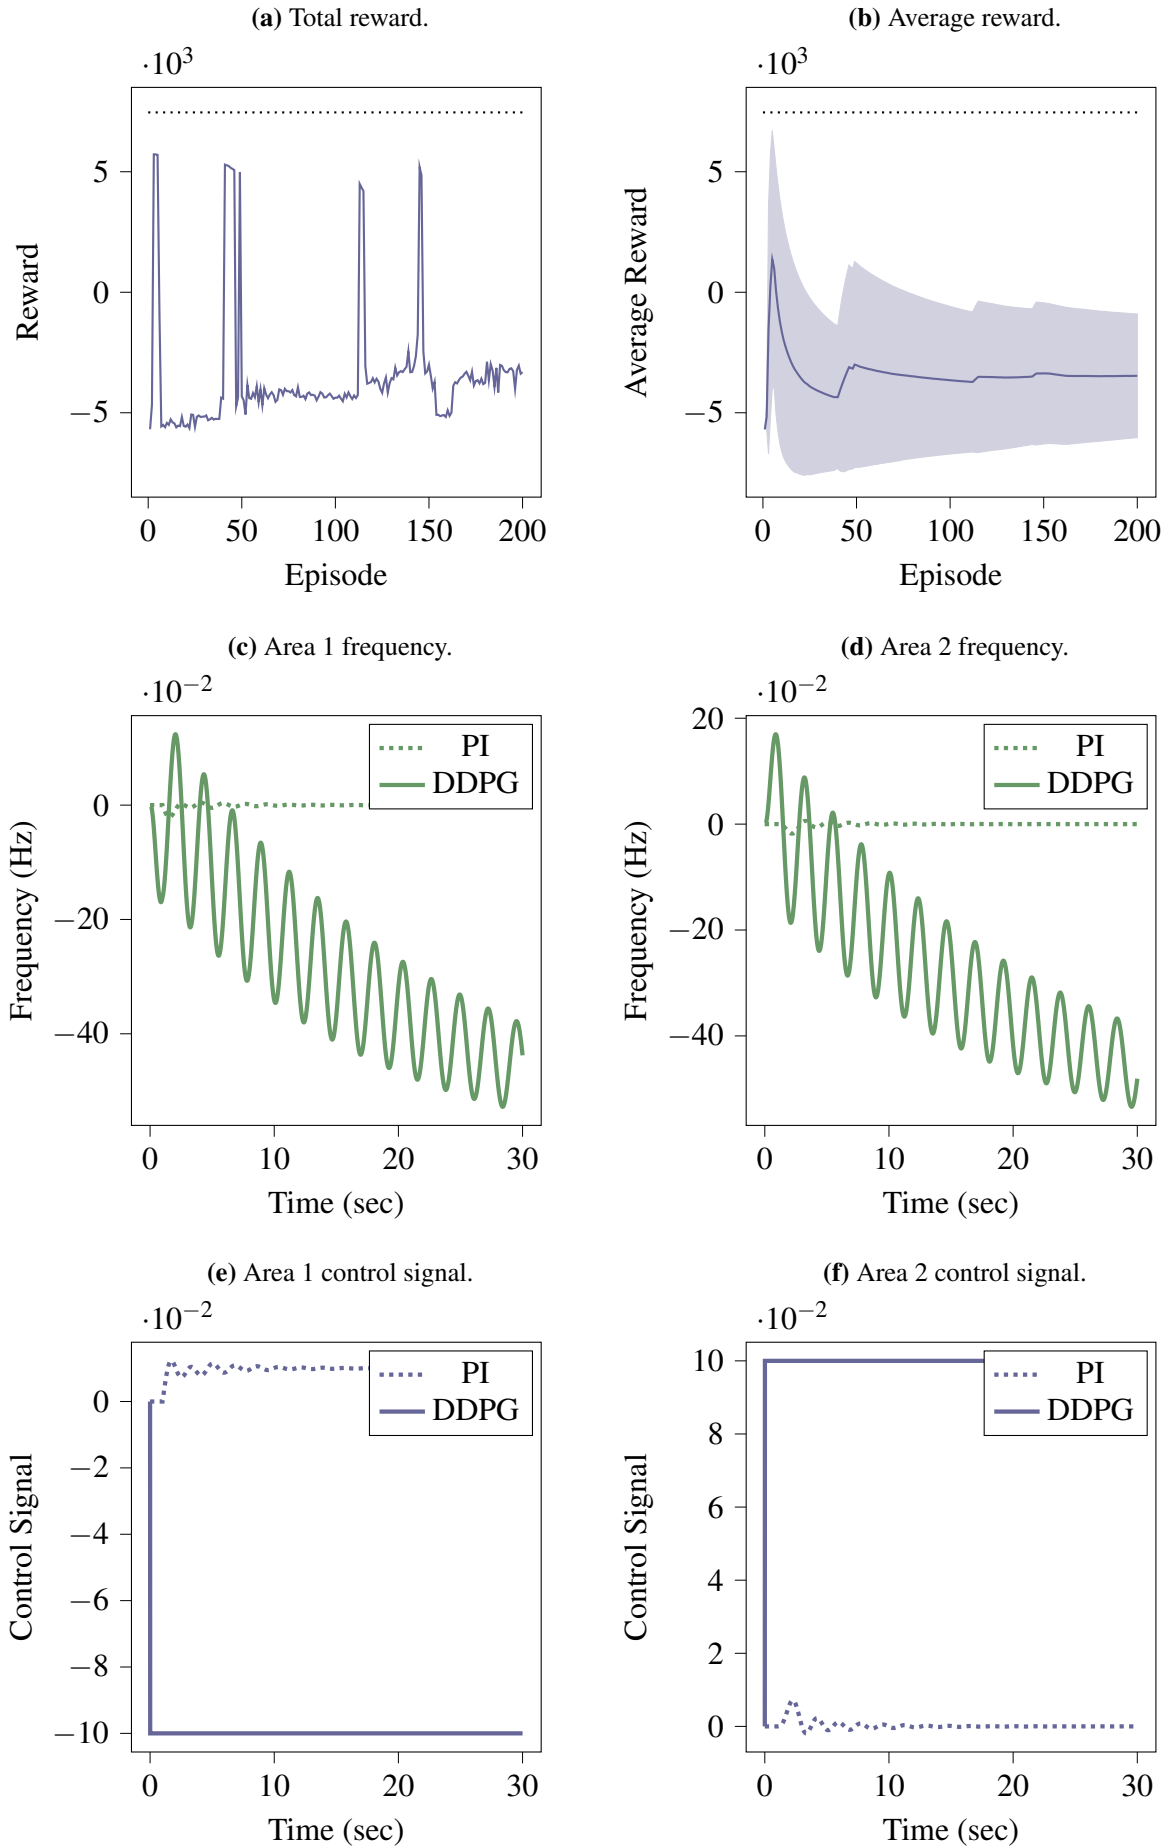 (a) Total reward.
·10³
5
0
−5
Reward
0 50 100 150 200
Episode
(b) Average reward.
·10³
5
0
−5
Average Reward
0 50 100 150 200
Episode
(c) Area 1 frequency.
·10⁻²
PI
DDPG
0
−20
−40
Frequency (Hz)
0 10 20 30
Time (sec)
(d) Area 2 frequency.
·10⁻²
PI
DDPG
20
0
−20
−40
Frequency (Hz)
0 10 20 30
Time (sec)
(e) Area 1 control signal.
·10⁻²
PI
DDPG
0
−2
−4
−6
−8
−10
Control Signal
0 10 20 30
Time (sec)
(f) Area 2 control signal.
·10⁻²
PI
DDPG
10
8
6
4
2
0
Control Signal
0 10 20 30
Time (sec)